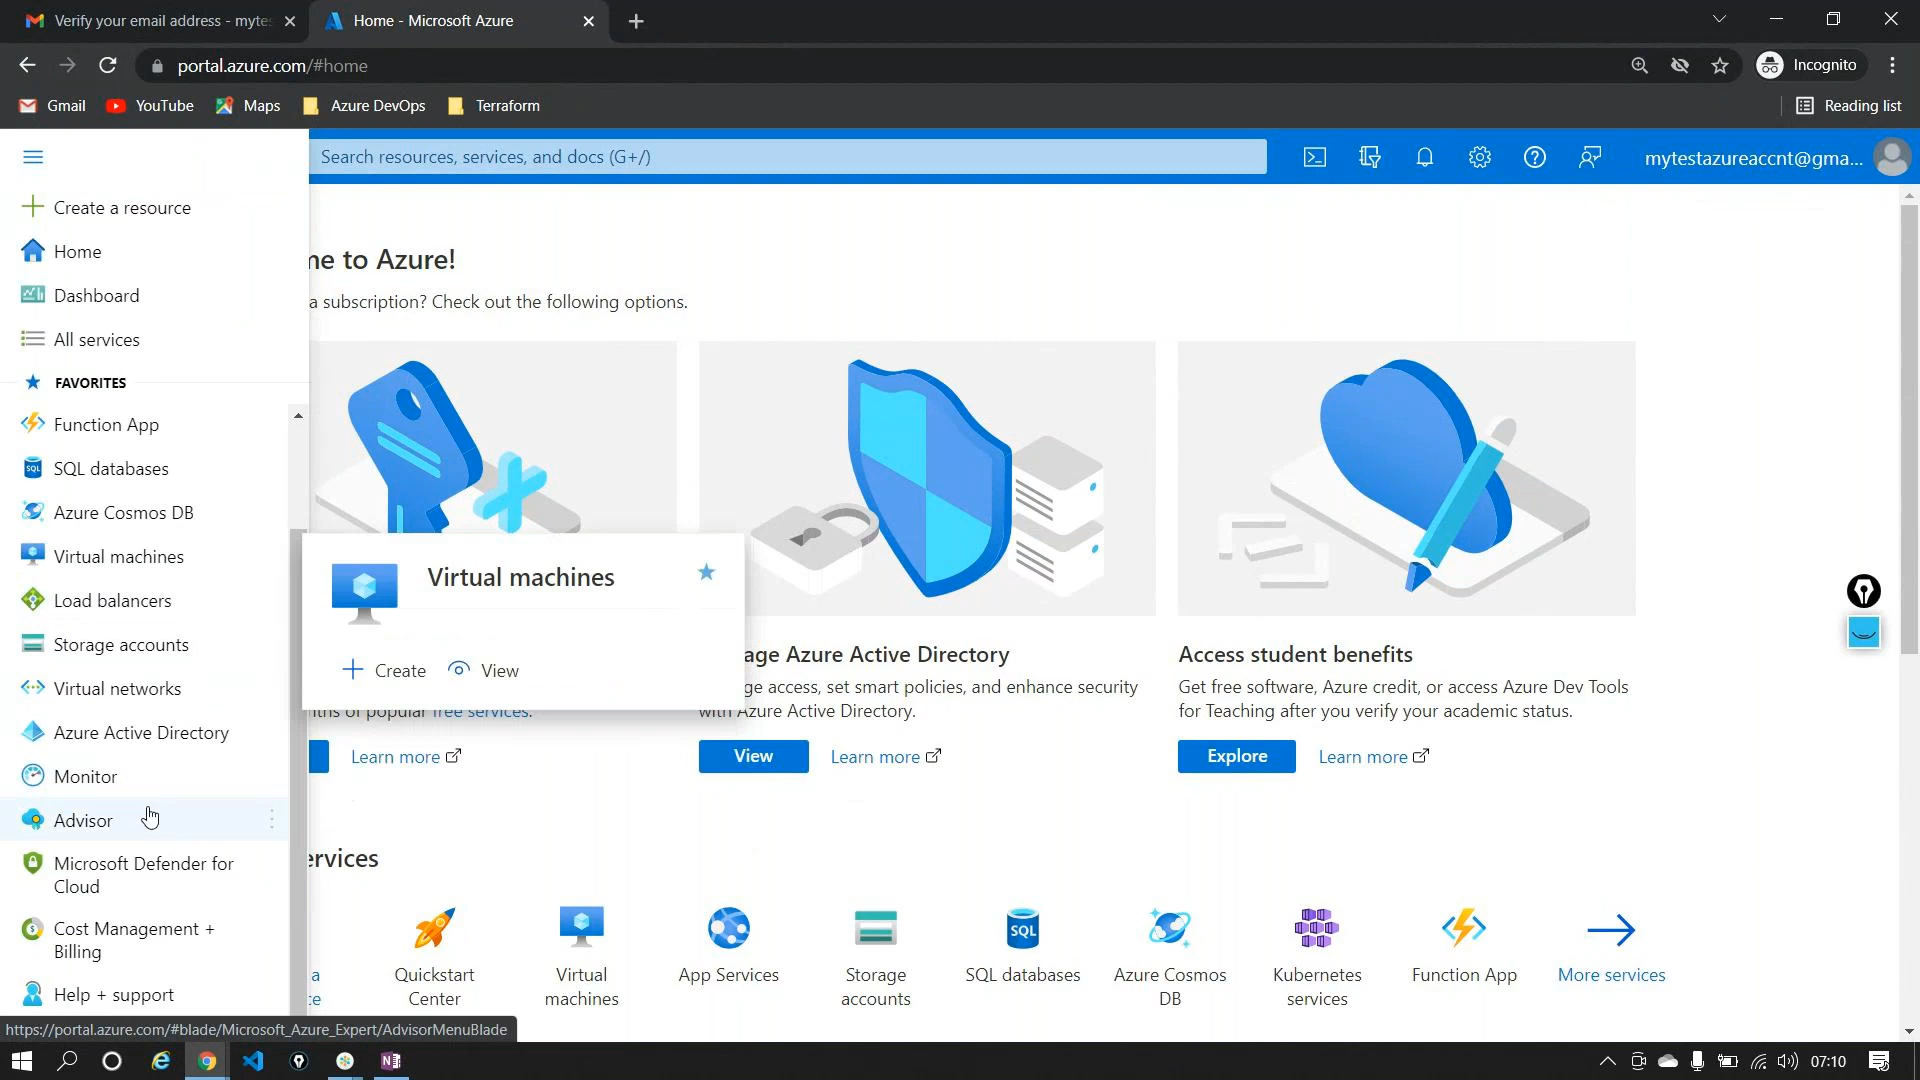 Verify your email address - mytes
Home - Microsoft Azure
portal.azure.com/#home
Incognito
Gmail
YouTube
Maps
Azure DevOps
Terraform
Reading list
Search resources, services, and docs (G+/)
mytestazureaccnt@gma...
Create a resource
Home
Dashboard
All services
FAVORITES
Function App
SQL databases
Azure Cosmos DB
Virtual machines
Load balancers
Storage accounts
Virtual networks
Azure Active Directory
Monitor
Advisor
Microsoft Defender for
Cloud
Cost Management +
Billing
Help + support
me to Azure!
a subscription? Check out the following options.
Virtual machines
Create
View
free services.
Learn more
age Azure Active Directory
ge access, set smart policies, and enhance security
with Azure Active Directory.
View
Learn more
Access student benefits
Get free software, Azure credit, or access Azure Dev Tools
for Teaching after you verify your academic status.
Explore
Learn more
ervices
a
ce
Quickstart
Center
Virtual
machines
App Services
Storage
accounts
SQL
SQL databases
Azure Cosmos
DB
Kubernetes
services
Function App
More services
https://portal.azure.com/#blade/Microsoft_Azure_Expert/AdvisorMenuBlade
07:10